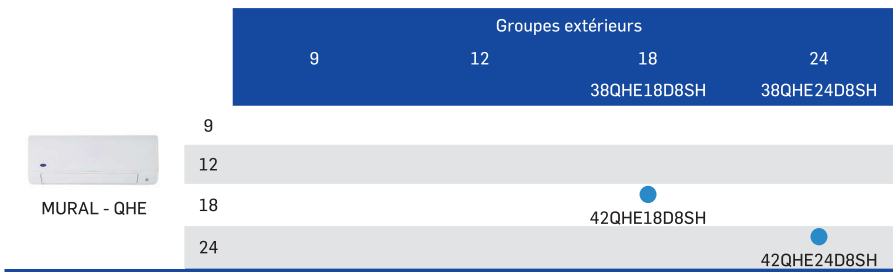 Groupes extérieurs
9 12 18 24
38QHE18D8SH 38QHE24D8SH
9
12
MURAL - QHE
18
42QHE18D8SH
24
42QHE24D8SH